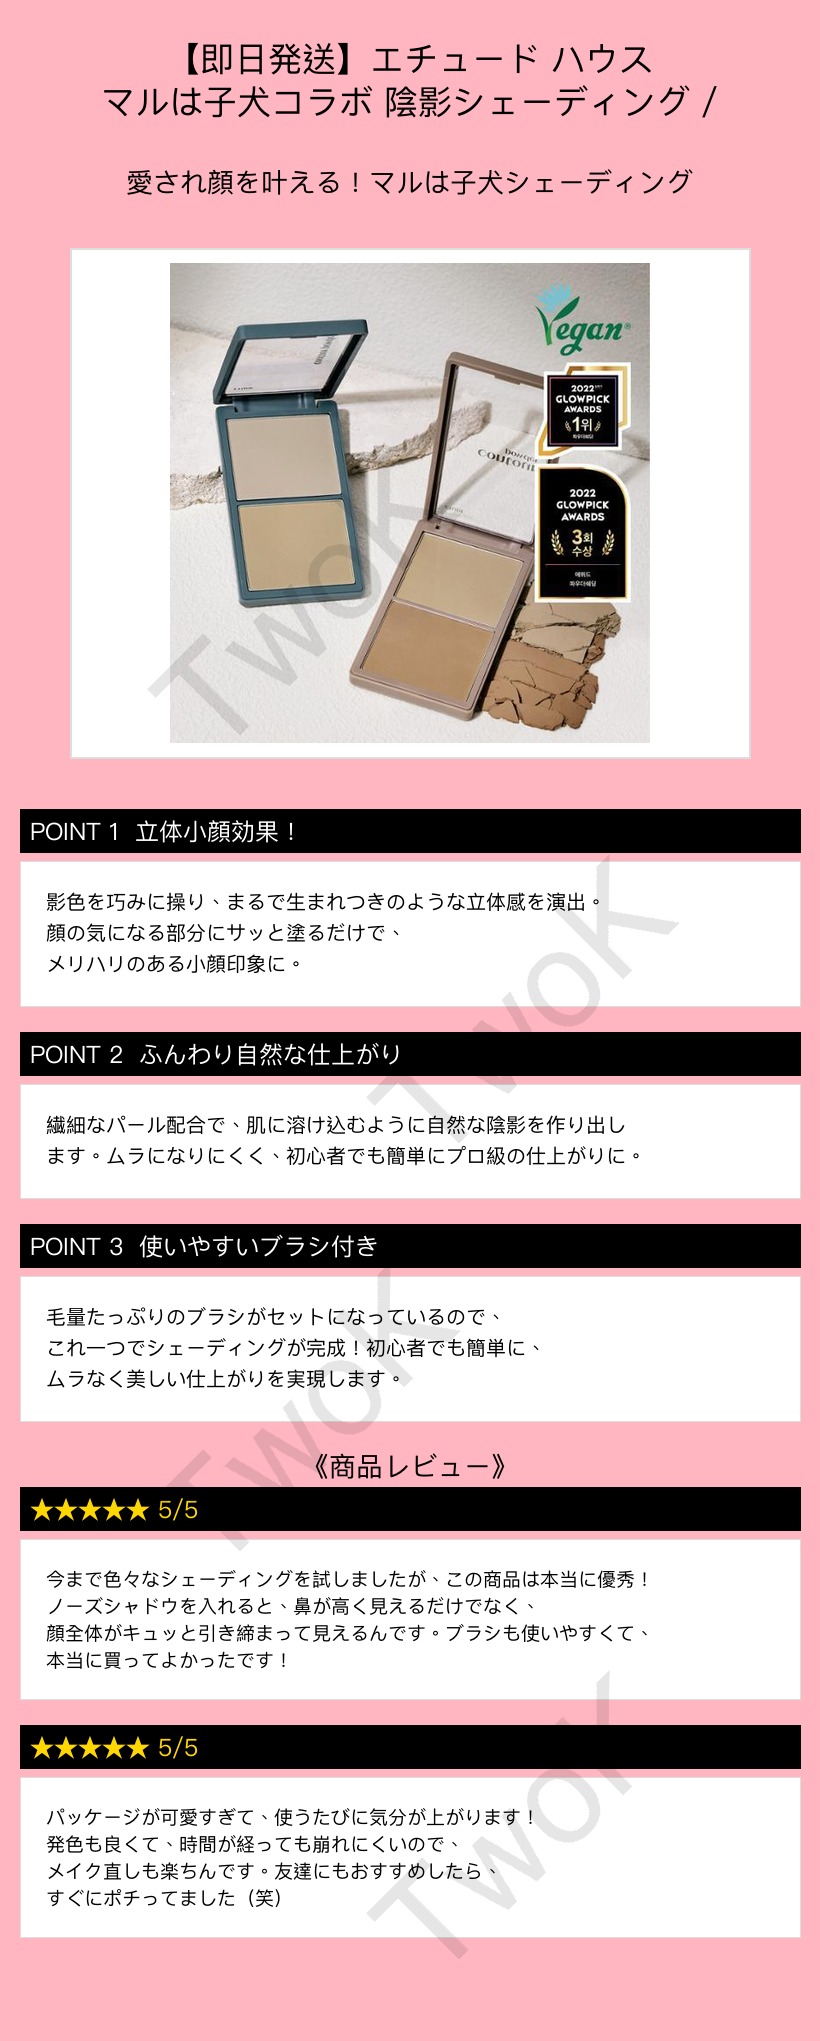 【即日発送】エチュード ハウス
マルは子犬コラボ 陰影シェーディング /
愛され顔を叶える！マルは子犬シェーディング
Vegan®
2022
GLOWPICK
AWARDS
1위
파우더쉐딩
contour
powder
2022
GLOWPICK
AWARDS
3회
수상
에뛰드
파우더쉐딩
TwoK
POINT 1 立体小顔効果！
影色を巧みに操り、まるで生まれつきのような立体感を演出。
顔の気になる部分にサッと塗るだけで、
メリハリのある小顔印象に。
TwoK
POINT 2 ふんわり自然な仕上がり
繊細なパール配合で、肌に溶け込むように自然な陰影を作り出し
ます。ムラになりにくく、初心者でも簡単にプロ級の仕上がりに。
POINT 3 使いやすいブラシ付き
毛量たっぷりのブラシがセットになっているので、
これ一つでシェーディングが完成！初心者でも簡単に、
ムラなく美しい仕上がりを実現します。
TwoK
《商品レビュー》
★★★★★ 5/5
今まで色々なシェーディングを試しましたが、この商品は本当に優秀！
ノーズシャドウを入れると、鼻が高く見えるだけでなく、
顔全体がキュッと引き締まって見えるんです。ブラシも使いやすくて、
本当に買ってよかったです！
★★★★★ 5/5
パッケージが可愛すぎて、使うたびに気分が上がります！
発色も良くて、時間が経っても崩れにくいので、
メイク直しも楽ちんです。友達にもおすすめしたら、
すぐにポチってました（笑）
TwoK